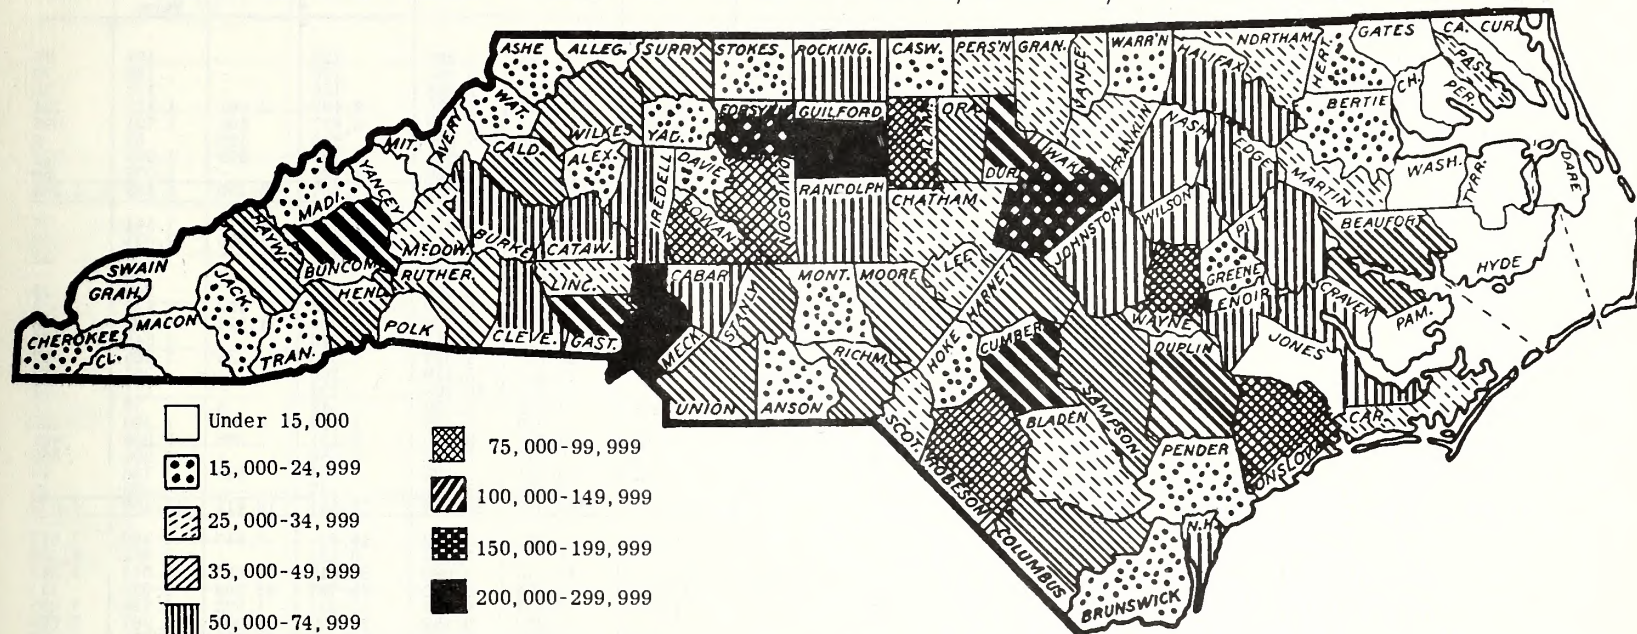 ASHE ALLEG. SURRY STOKES ROCKING. CASW. PERS'N GRAN. VANCE WARR'N HALIFAX NORTHAM. HERT. GATES CA. CUR.
PAS. PER. CH. BERTIE
WAT. WILKES YAD. FORSYTH GUILFORD ALAM. ORA. DUR. WAKE FRANKLIN NASH EDGE. MARTIN WASH. TYRR. DARE
MIT. AVERY CALD. ALEX. IREDELL DAVIE DAVIDSON ROWAN RANDOLPH CHATHAM
MADI. YANCEY McDOW. BURKE CATAW. JOHNSTON WILSON PITT BEAUFORT
HAYW. BUNCOM. RUTHER. LINC. CABAR. STANLY MONT. MOORE LEE HARNET. GREENE HYDE
SWAIN GRAH. JACK. HEND. POLK CLEVE. GAST. MECK. WAYNE LENOIR CRAVEN PAM.
CHEROKEE MACON CL. TRAN. UNION ANSON RICHM. HOKE CUMBER. SAMPSON DUPLIN JONES CAR.
SCOT. ROBESON BLADEN PENDER ONSLOW
COLUMBUS BRUNSWICK N.H.
Under 15,000
15,000-24,999
25,000-34,999
35,000-49,999
50,000-74,999
75,000-99,999
100,000-149,999
150,000-199,999
200,000-299,999